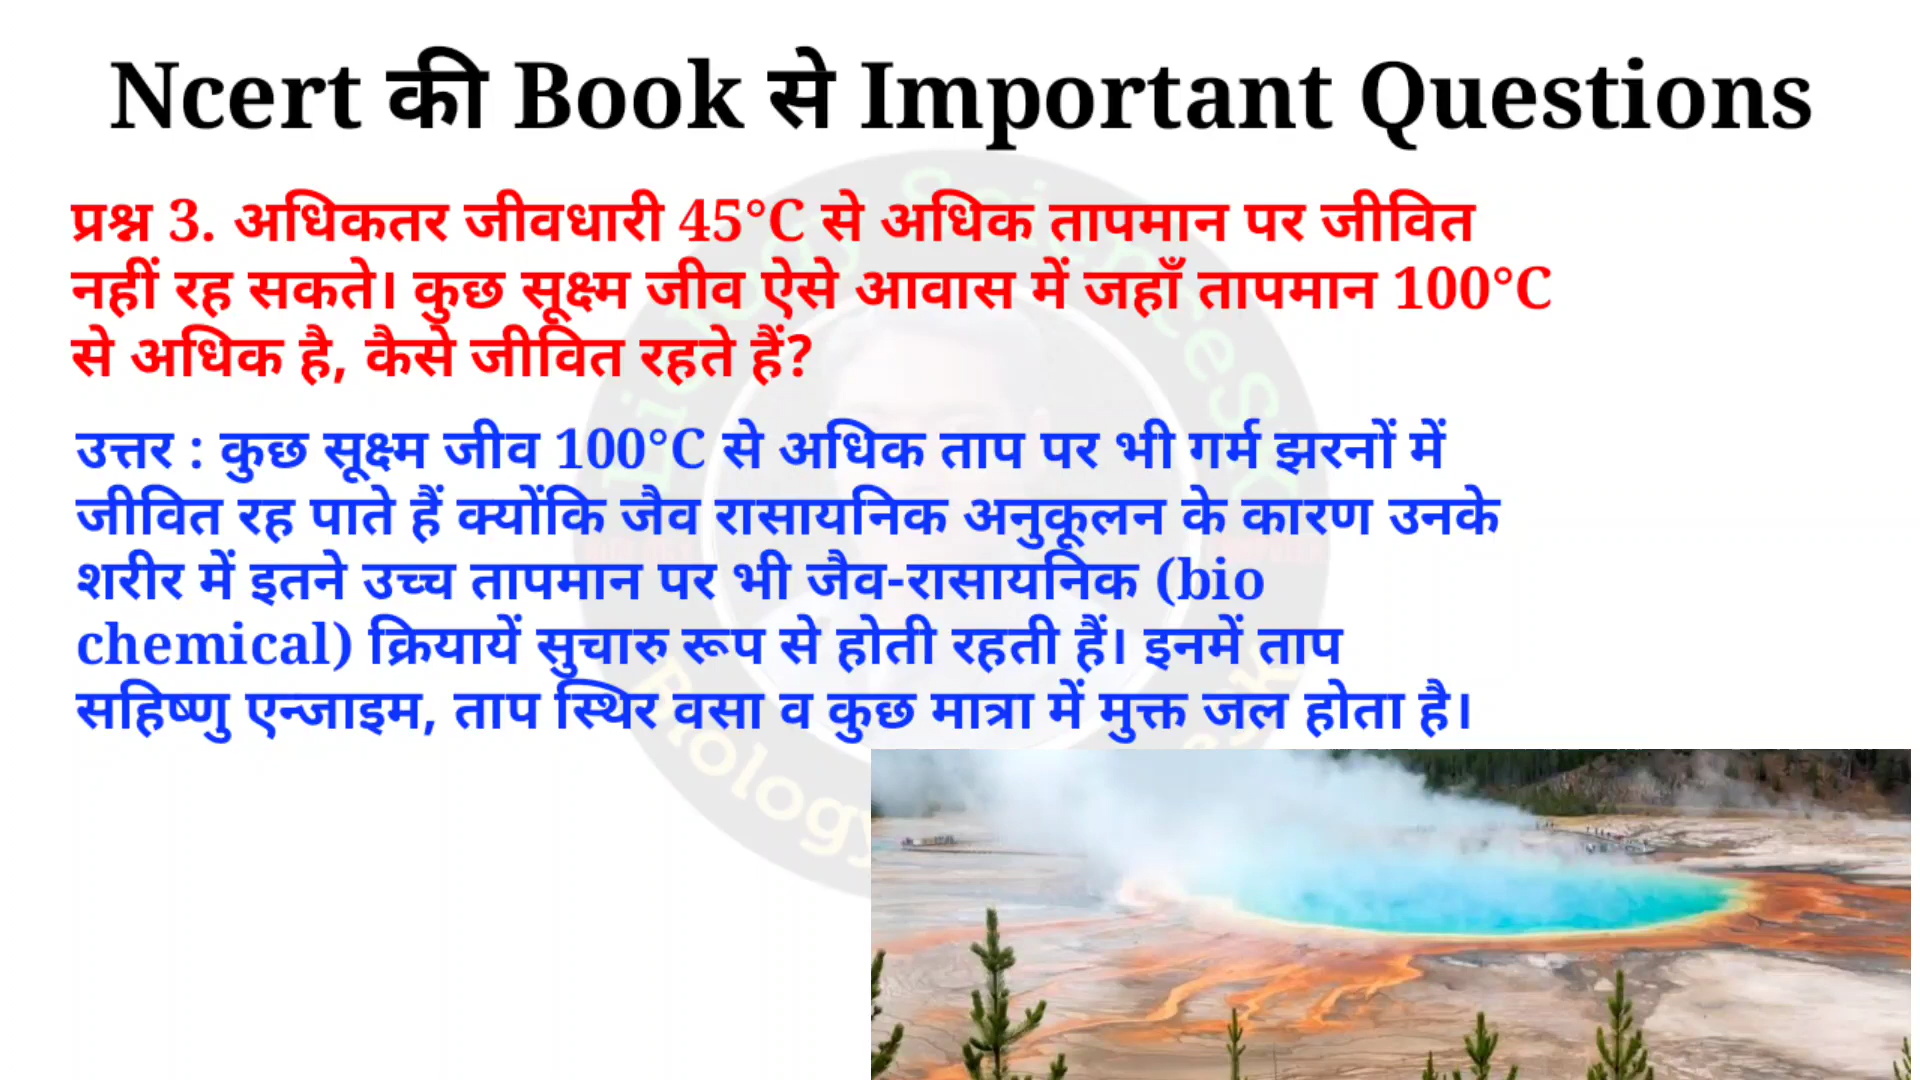 Ncert की Book से Important Questions
प्रश्न 3. अधिकतर जीवधारी 45°C से अधिक तापमान पर जीवित
नहीं रह सकते। कुछ सूक्ष्म जीव ऐसे आवास में जहाँ तापमान 100°C
से अधिक है, कैसे जीवित रहते हैं?
उत्तर : कुछ सूक्ष्म जीव 100°C से अधिक ताप पर भी गर्म झरनों में
जीवित रह पाते हैं क्योंकि जैव रासायनिक अनुकूलन के कारण उनके
शरीर में इतने उच्च तापमान पर भी जैव-रासायनिक (bio
chemical) क्रियायें सुचारु रूप से होती रहती हैं। इनमें ताप
सहिष्णु एन्जाइम, ताप स्थिर वसा व कुछ मात्रा में मुक्त जल होता है।